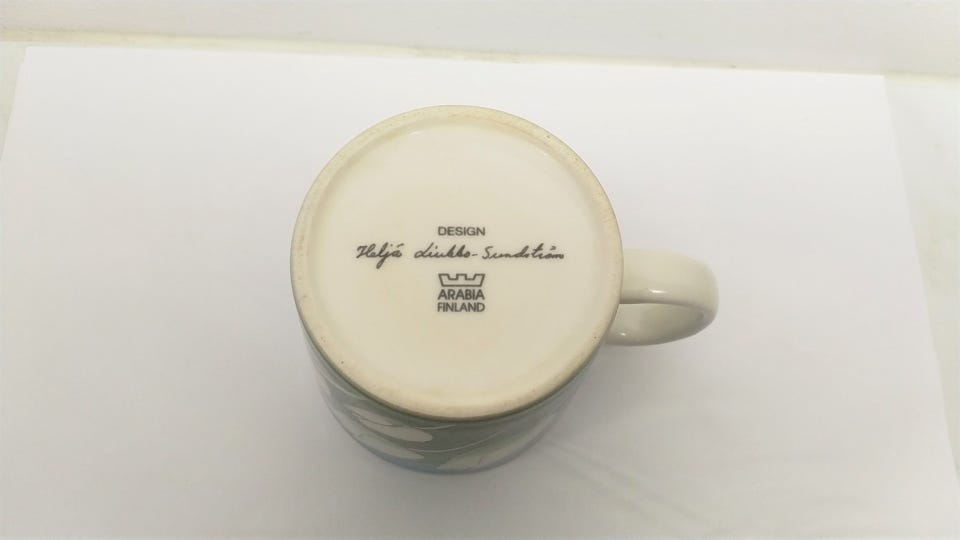 DESIGN
Heljä Liukko-Sundström
ARABIA
FINLAND